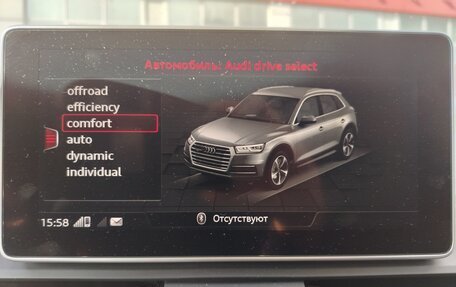 Автомобиль: Audi drive select
offroad
efficiency
comfort
auto
dynamic
individual
15:58
Отсутствуют